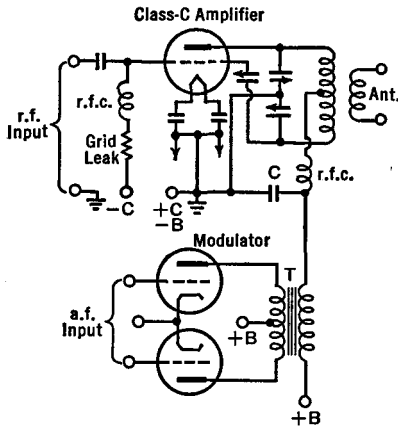 Class-C Amplifier
r.f.
Input
r.f.c.
Grid
Leak
Ant.
r.f.c.
C
-C
+C
-B
Modulator
T
a.f.
Input
+B
+B